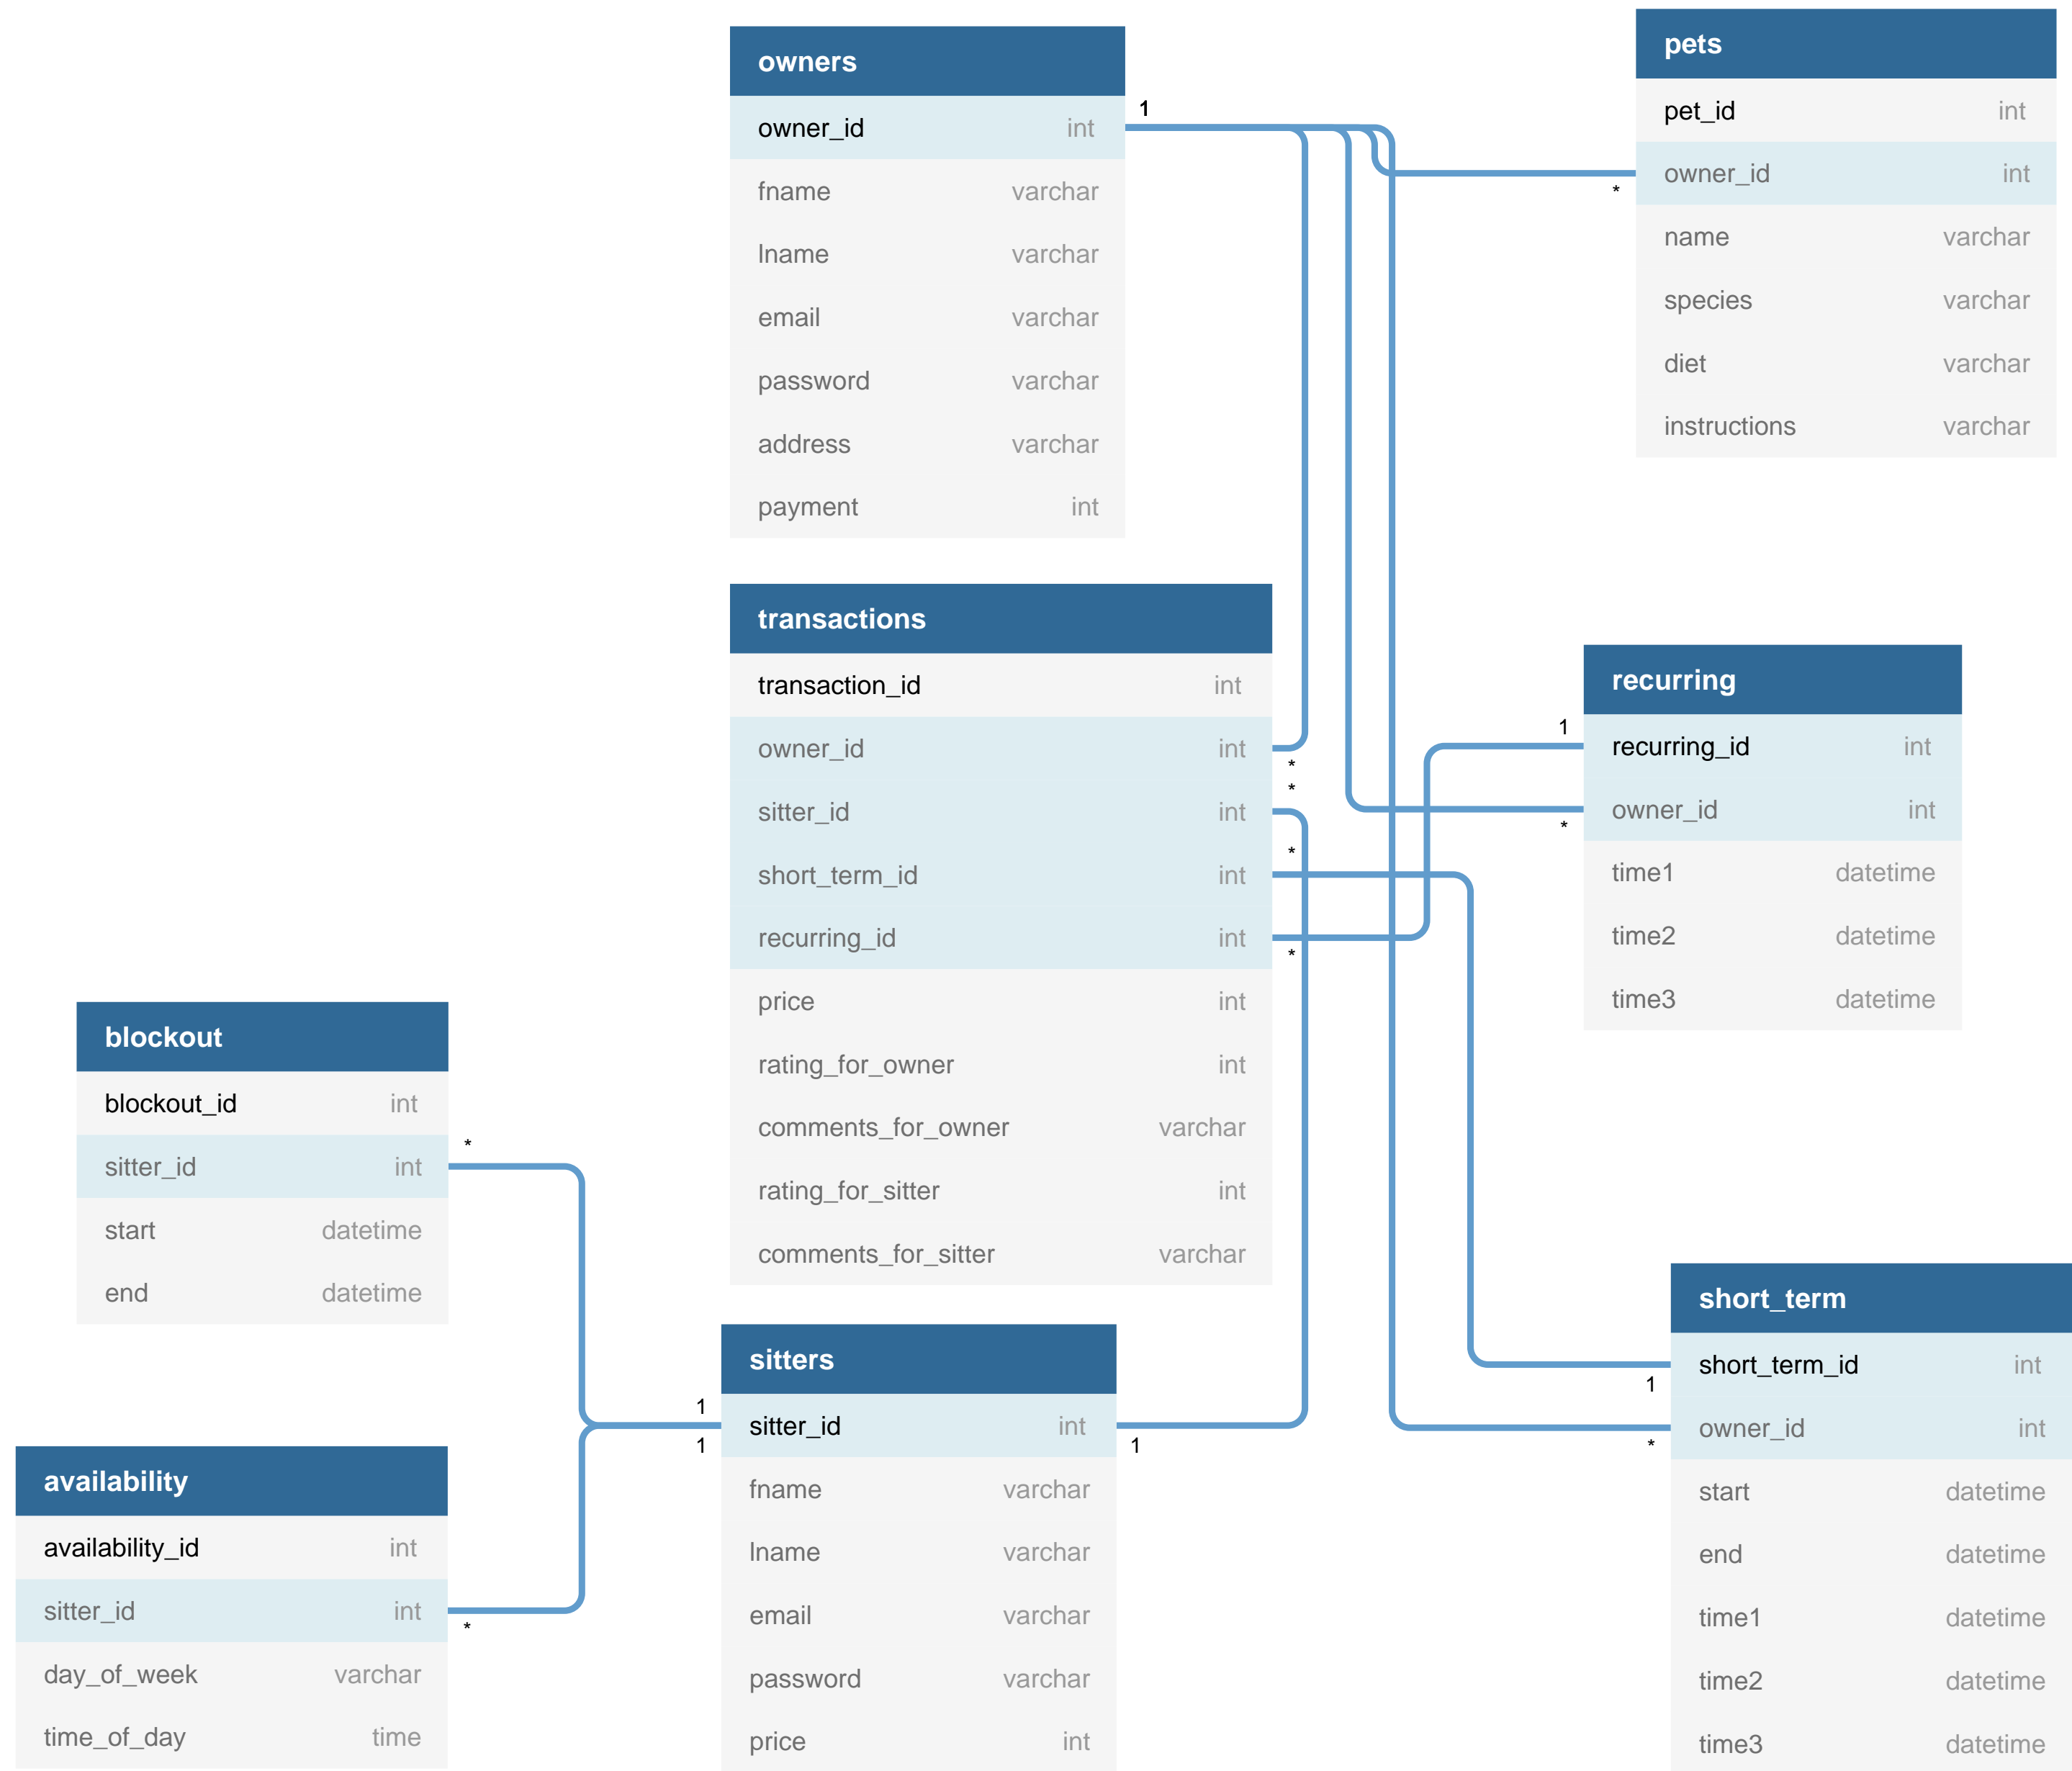 owners
owner_id int
fname varchar
lname varchar
email varchar
password varchar
address varchar
payment int
1
pets
pet_id int
owner_id int
name varchar
species varchar
diet varchar
instructions varchar
*
transactions
transaction_id int
owner_id int
sitter_id int
short_term_id int
recurring_id int
price int
rating_for_owner int
comments_for_owner varchar
rating_for_sitter int
comments_for_sitter varchar
*
*
*
*
recurring
recurring_id int
owner_id int
time1 datetime
time2 datetime
time3 datetime
1
*
blockout
blockout_id int
sitter_id int
start datetime
end datetime
*
availability
availability_id int
sitter_id int
day_of_week varchar
time_of_day time
*
sitters
sitter_id int
fname varchar
lname varchar
email varchar
password varchar
price int
1
1
1
short_term
short_term_id int
owner_id int
start datetime
end datetime
time1 datetime
time2 datetime
time3 datetime
1
*